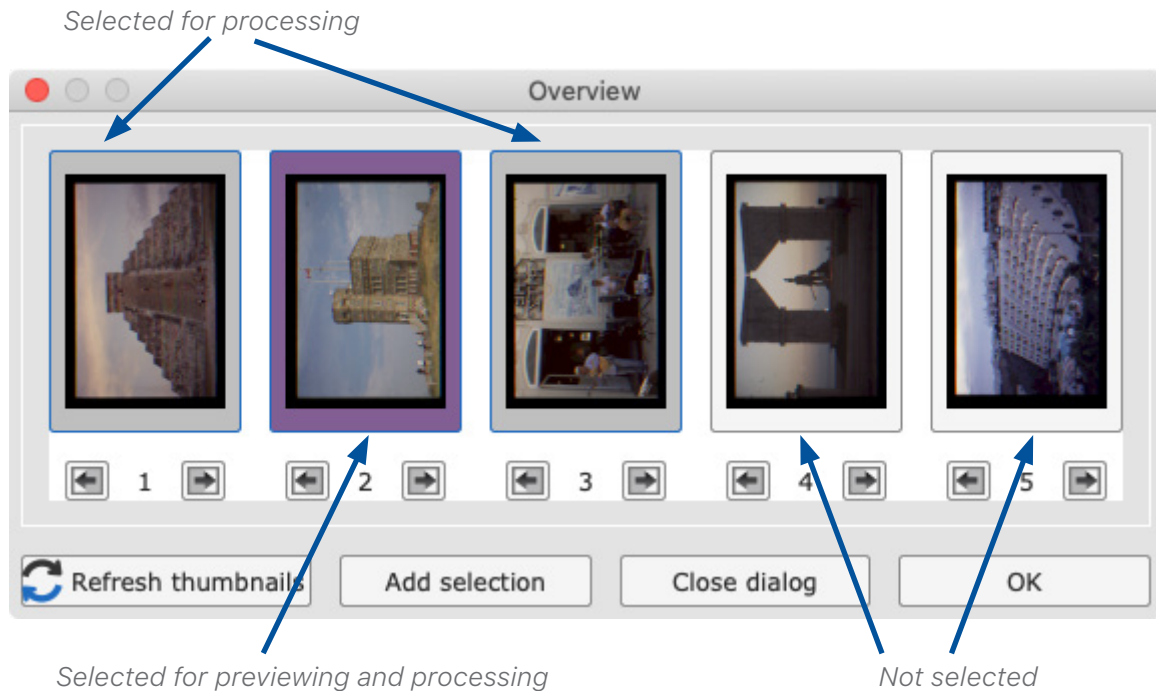 Selected for processing
Overview
1 2 3 4 5
Refresh thumbnails Add selection Close dialog OK
Selected for previewing and processing Not selected